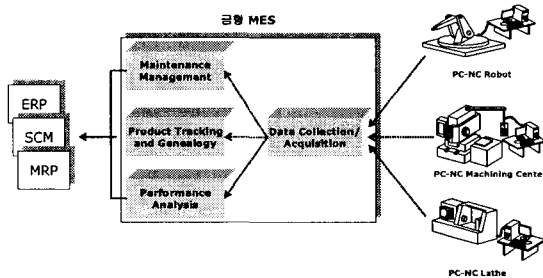 금형 MES
Maintenance
Management
Product Tracking
and Genealogy
Performance
Analysis
Data Collection/
Acquisition
ERP
SCM
MRP
PC-NC Robot
PC-NC Machining Cente
PC-NC Lathe